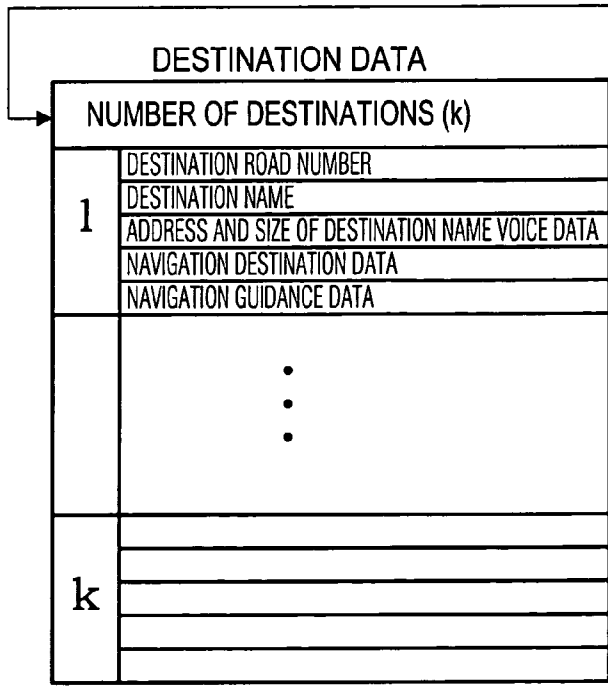 DESTINATION DATA
NUMBER OF DESTINATIONS (k)
1
DESTINATION ROAD NUMBER
DESTINATION NAME
ADDRESS AND SIZE OF DESTINATION NAME VOICE DATA
NAVIGATION DESTINATION DATA
NAVIGATION GUIDANCE DATA
k